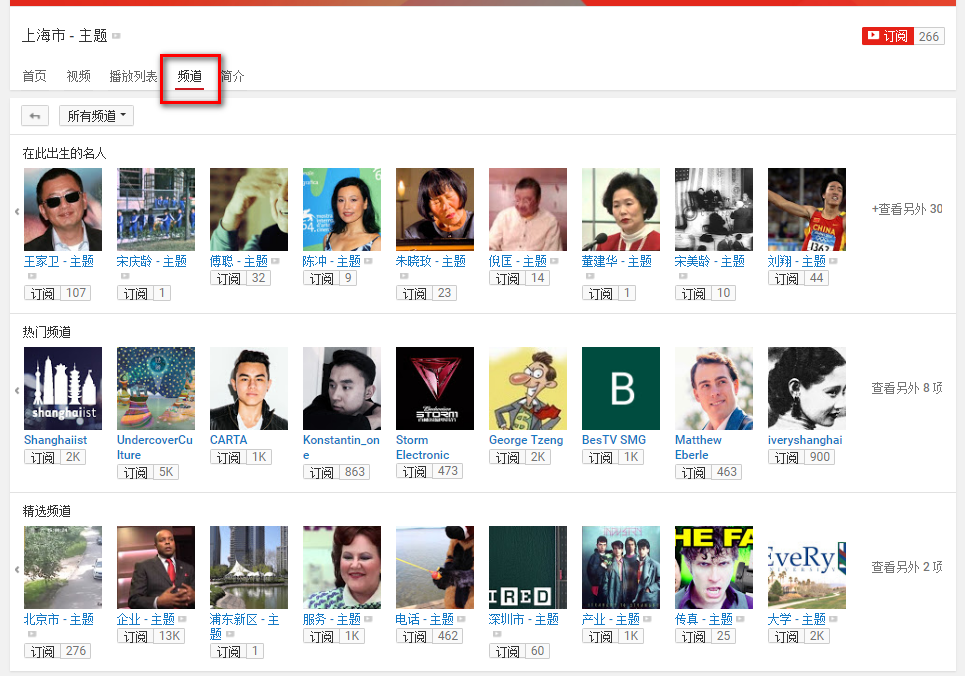 上海市 - 主题
订阅 266
首页 视频 播放列表 频道 简介
所有频道
在此出生的名人
王家卫 - 主题
订阅 107
宋庆龄 - 主题
订阅 1
傅聪 - 主题
订阅 32
陈冲 - 主题
订阅 9
朱晓玫 - 主题
订阅 23
倪匡 - 主题
订阅 14
董建华 - 主题
订阅 1
宋美龄 - 主题
订阅 10
CHINA
1363
刘翔 - 主题
订阅 44
+查看另外 30
热门频道
shanghaiist
Shanghaiist
订阅 2K
UndercoverCu
lture
订阅 5K
CARTA
订阅 1K
Konstantin_on
e
订阅 863
STORM
Storm
Electronic
订阅 473
George Tzeng
订阅 2K
B
BesTV SMG
订阅 1K
Matthew
Eberle
订阅 463
iveryshanghai
订阅 900
查看另外 8 项
精选频道
北京市 - 主题
订阅 276
企业 - 主题
订阅 13K
浦东新区 - 主
题
订阅 1
服务 - 主题
订阅 1K
电话 - 主题
订阅 462
IRED
深圳市 - 主题
订阅 60
产业 - 主题
订阅 1K
HE FA
传真 - 主题
订阅 25
EveRy
大学 - 主题
订阅 2K
查看另外 2 项